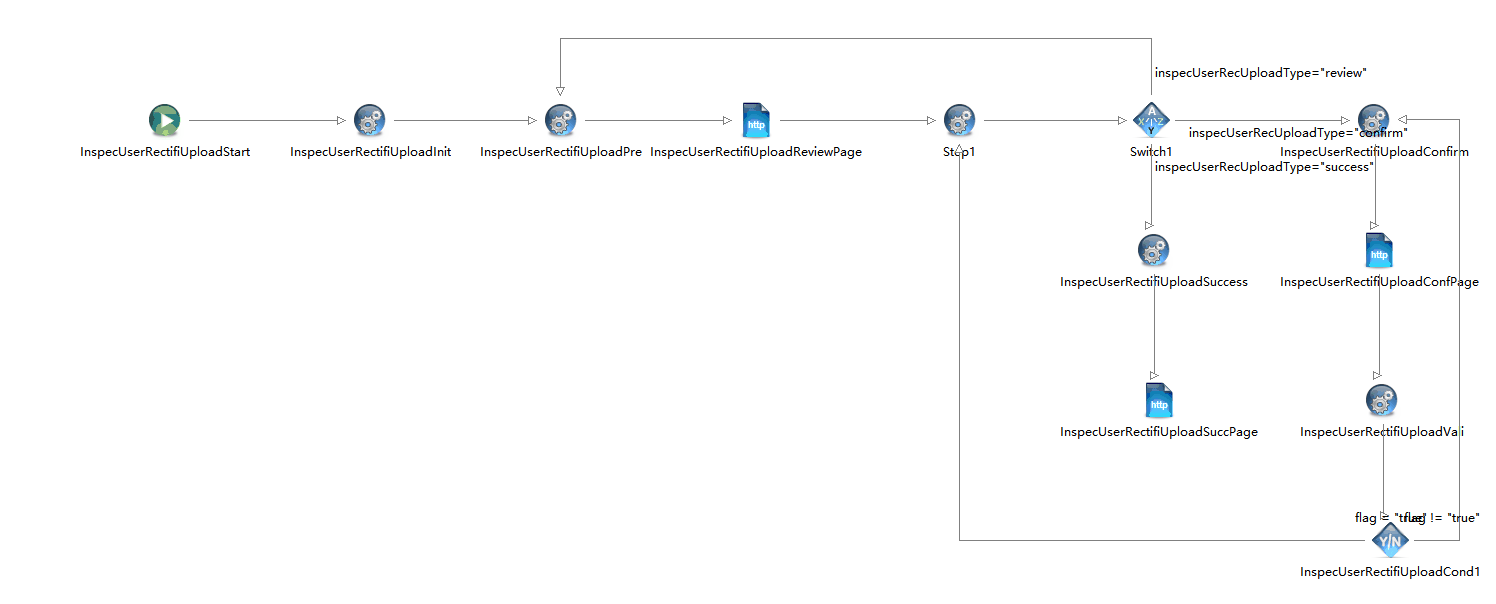 inspecUserRecUploadType="review"
http
A
X
Z
Y
inspecUserRecUploadType="confirm"
InspecUserRectifiUploadStart
InspecUserRectifiUploadInit
InspecUserRectifiUploadPre
InspecUserRectifiUploadReviewPage
Step1
Switch1
InspecUserRectifiUploadConfirm
inspecUserRecUploadType="success"
http
InspecUserRectifiUploadSuccess
InspecUserRectifiUploadConfPage
http
InspecUserRectifiUploadSuccPage
InspecUserRectifiUploadVali
flag = "true"
flag != "true"
Y/N
InspecUserRectifiUploadCond1